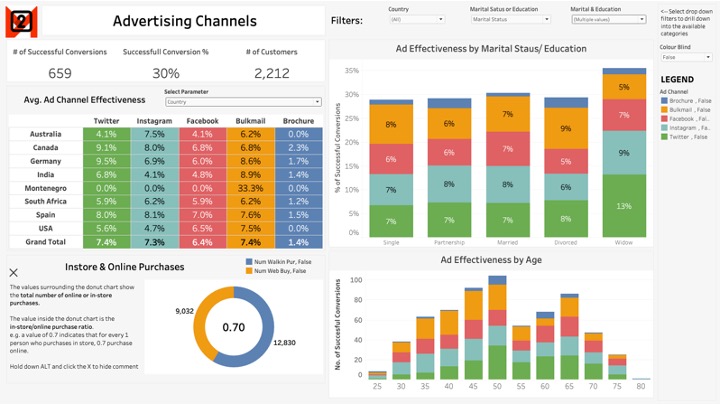 2
Advertising Channels
Filters:
Country
(All)
Marital Satus or Education
Marital Status
Marital & Education
(Multiple values)
<-- Select drop down
filters to drill down
into the available
categories
Colour Blind
False
# of Successful Conversions
Successfull Conversion %
# of Customers
659
30%
2,212
Avg. Ad Channel Effectiveness
Select Parameter
Country
Twitter Instagram Facebook Bulkmail Brochure
Australia 4.1% 7.5% 4.1% 6.2% 0.0%
Canada 9.1% 8.0% 6.8% 6.8% 2.3%
Germany 9.5% 6.9% 6.0% 8.6% 1.7%
India 6.8% 4.1% 4.8% 8.9% 1.4%
Montenegro 0.0% 0.0% 0.0% 33.3% 0.0%
South Africa 5.9% 6.2% 5.9% 6.2% 1.2%
Spain 8.0% 8.1% 7.0% 7.6% 1.5%
USA 5.6% 4.7% 6.5% 7.5% 0.0%
Grand Total 7.4% 7.3% 6.4% 7.4% 1.4%
Ad Effectiveness by Marital Staus/ Education
% of Successful Conversions
35%
30%
25%
20%
15%
10%
5%
0%
8% 6% 7% 7%
6% 6% 8% 7%
7% 8% 8% 7%
9% 5% 6% 8%
5% 7% 9% 13%
Single Partnership Married Divorced Widow
LEGEND
Ad Channel
Brochure , False
Bulkmail , False
Facebook , Fal..
Instagram , Fa..
Twitter , False
Instore & Online Purchases
Num Walkin Pur, False
Num Web Buy, False
The values surrounding the donut chart show
the total number of online or in-store
purchases.
The value inside the donut chart is the
in-store/online purchase ratio.
e.g. a value of 0.7 indicates that for every 1
person who purchases in store, 0.7 purchase
online.
Hold down ALT and click the X to hide comment
9,032
0.70
12,830
Ad Effectiveness by Age
No. of Succesful Conversions
100
80
60
40
20
0
25 30 35 40 45 50 55 60 65 70 75 80